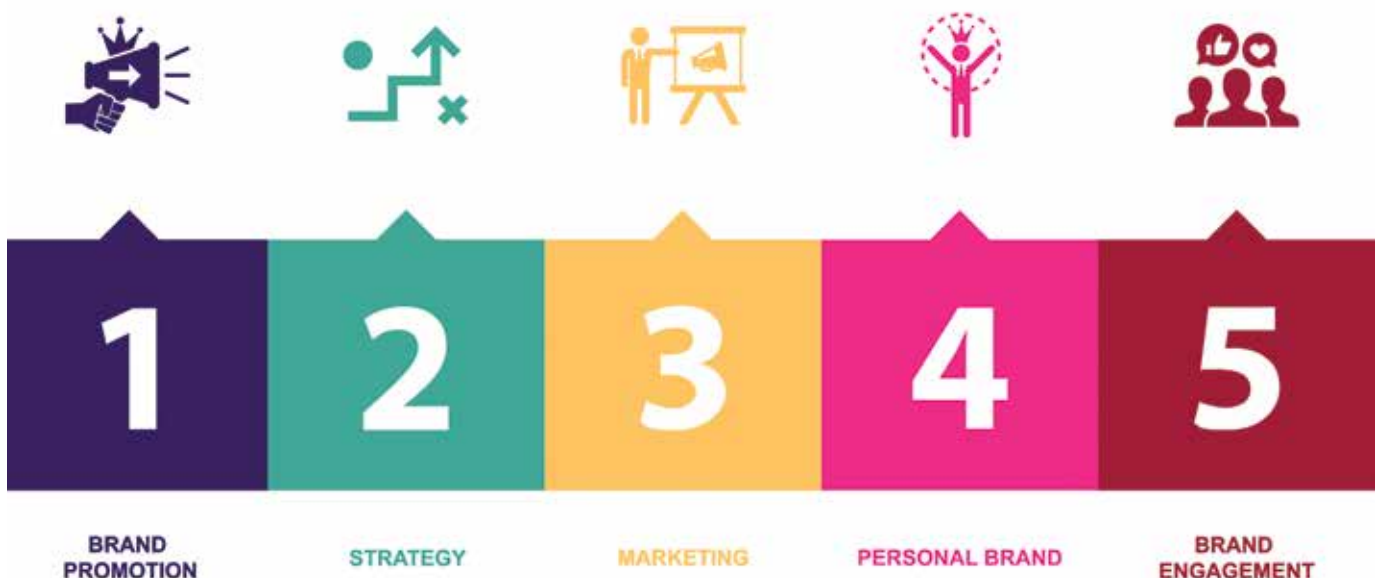 1
2
3
4
5
BRAND
PROMOTION
STRATEGY
MARKETING
PERSONAL BRAND
BRAND
ENGAGEMENT